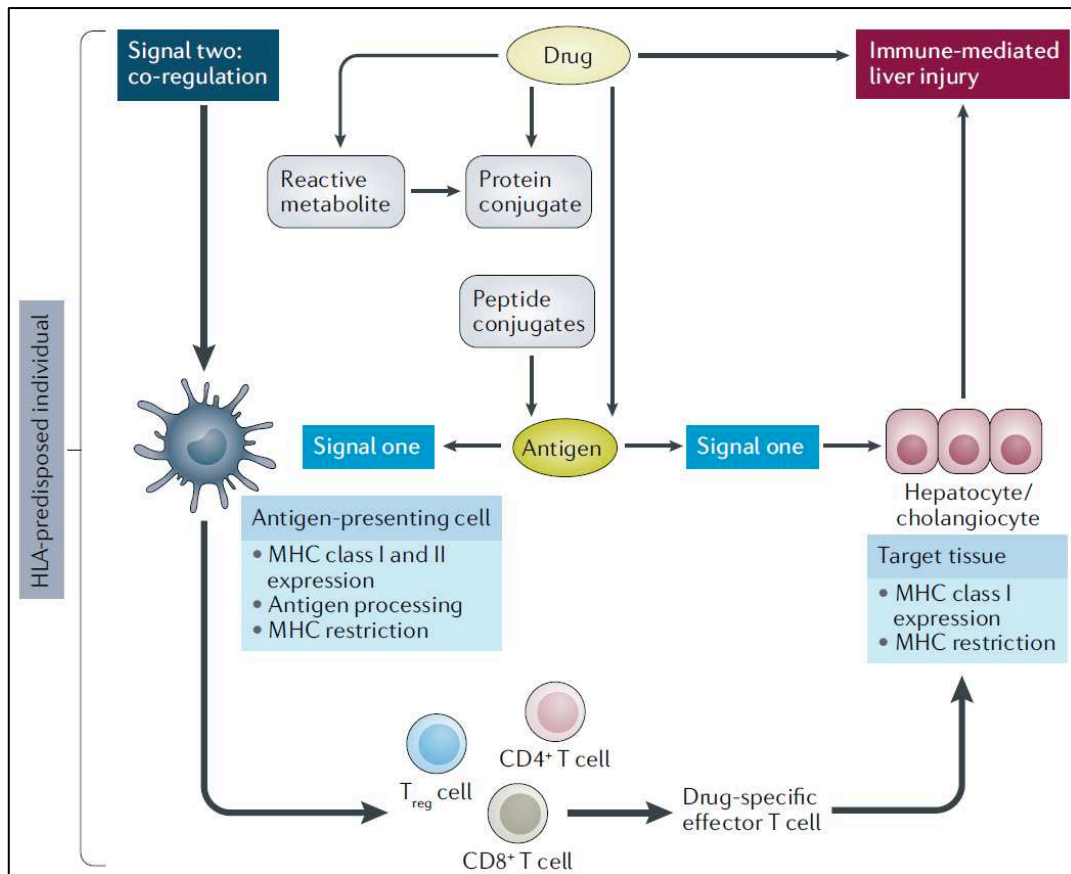 Signal two:
co-regulation
Drug
Immune-mediated
liver injury
Reactive
metabolite
Protein
conjugate
Peptide
conjugates
HLA-predisposed individual
Signal one
Antigen
Signal one
Hepatocyte/
cholangiocyte
Antigen-presenting cell
• MHC class I and II
expression
• Antigen processing
• MHC restriction
Target tissue
• MHC class I
expression
• MHC restriction
CD4⁺ T cell
Treg cell
CD8⁺ T cell
Drug-specific
effector T cell